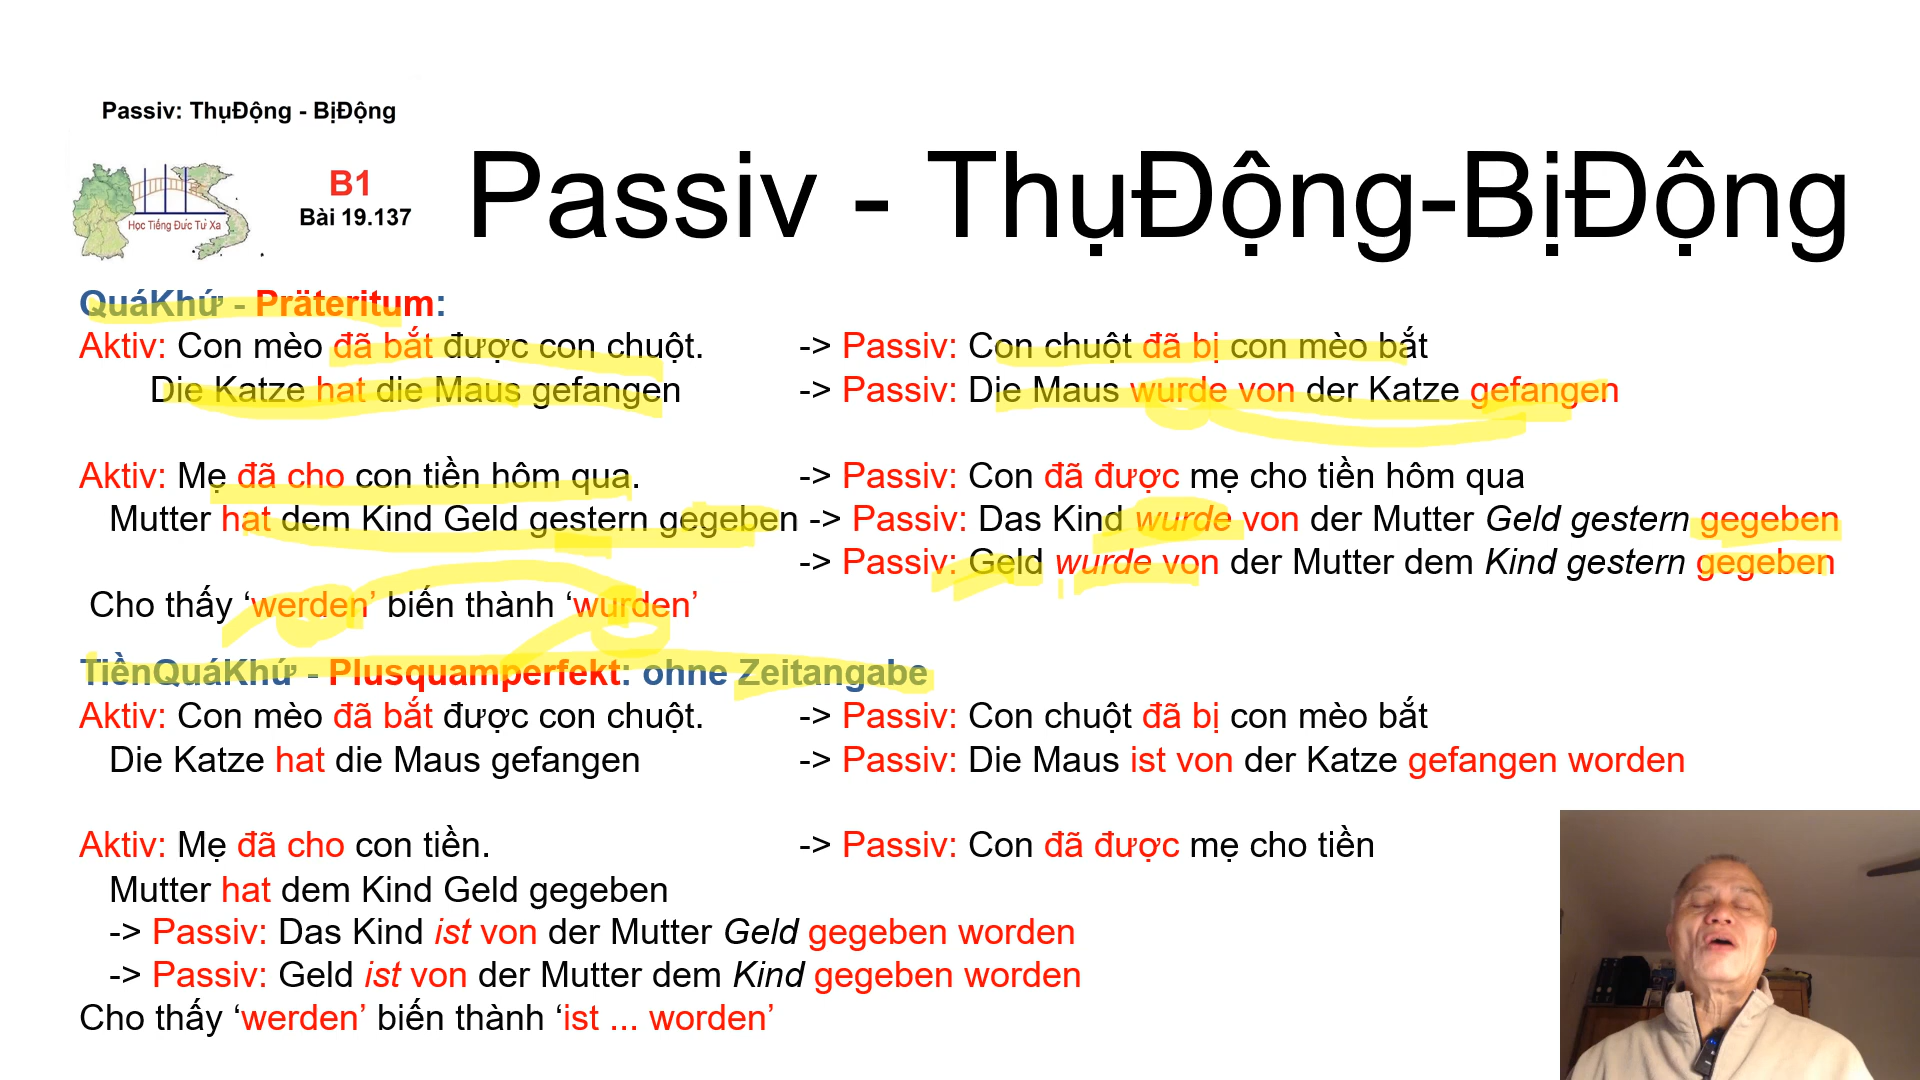 Passiv: ThụĐộng - BịĐộng
Học Tiếng Đức Từ Xa
B1
Bài 19.137
Passiv - ThụĐộng-BịĐộng
QuáKhứ - Präteritum:
Aktiv: Con mèo đã bắt được con chuột. -> Passiv: Con chuột đã bị con mèo bắt
Die Katze hat die Maus gefangen -> Passiv: Die Maus wurde von der Katze gefangen
Aktiv: Mẹ đã cho con tiền hôm qua. -> Passiv: Con đã được mẹ cho tiền hôm qua
Mutter hat dem Kind Geld gestern gegeben -> Passiv: Das Kind wurde von der Mutter Geld gestern gegeben
-> Passiv: Geld wurde von der Mutter dem Kind gestern gegeben
Cho thấy ‘werden’ biến thành ‘wurden’
TiềnQuáKhứ - Plusquamperfekt: ohne Zeitangabe
Aktiv: Con mèo đã bắt được con chuột. -> Passiv: Con chuột đã bị con mèo bắt
Die Katze hat die Maus gefangen -> Passiv: Die Maus ist von der Katze gefangen worden
Aktiv: Mẹ đã cho con tiền. -> Passiv: Con đã được mẹ cho tiền
Mutter hat dem Kind Geld gegeben
-> Passiv: Das Kind ist von der Mutter Geld gegeben worden
-> Passiv: Geld ist von der Mutter dem Kind gegeben worden
Cho thấy ‘werden’ biến thành ‘ist ... worden’